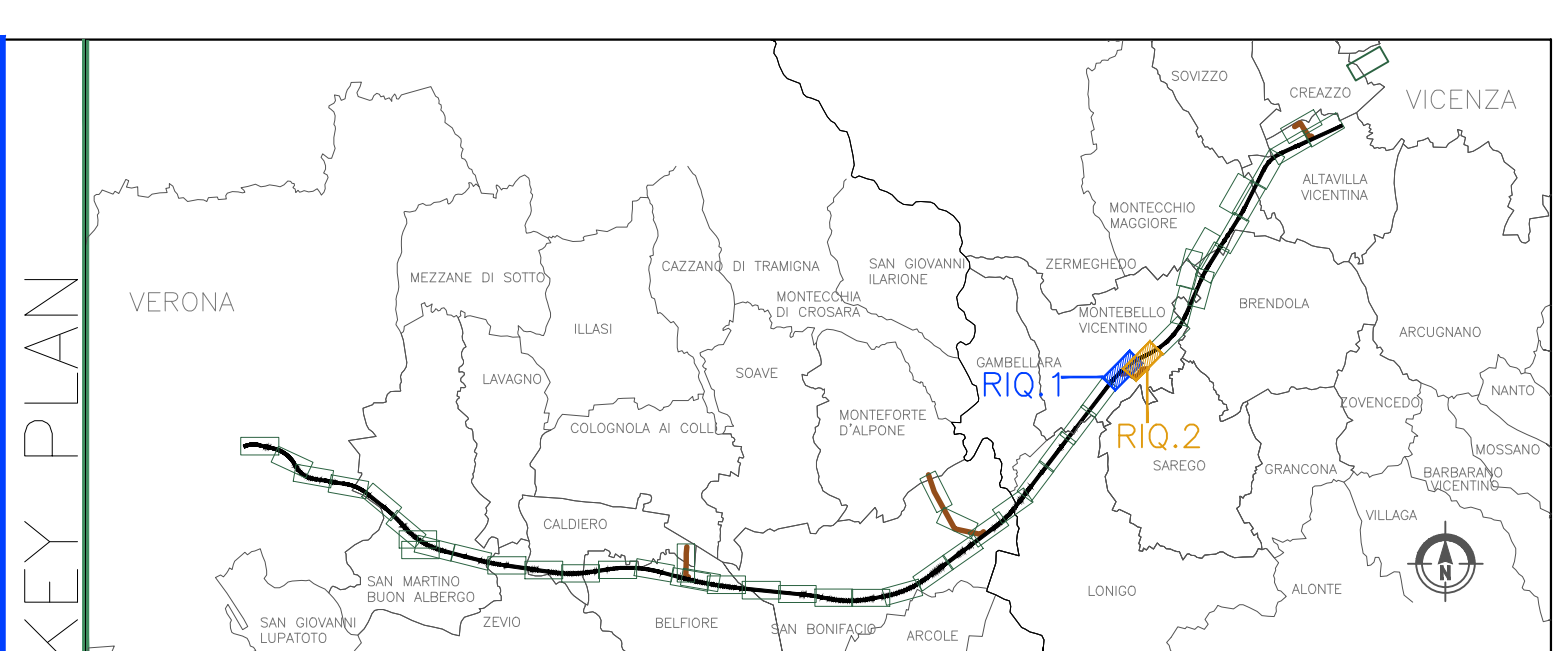 KEY PLAN
SOVIZZO
CREAZZO
VICENZA
ALTAVILLA
VICENTINA
MONTECCHIO
MAGGIORE
ZERMEGHEDO
MEZZANE DI SOTTO
CAZZANO DI TRAMIGNA
SAN GIOVANNI
ILARIONE
VERONA
MONTECCHIA
DI CROSARA
BRENDOLA
MONTEBELLO
VICENTINO
ILLASI
ARCUGNANO
GAMBELLARA
SOAVE
LAVAGNO
RIQ.1
NANTO
ZOVENCEDO
MONTEFORTE
D'ALPONE
COLOGNOLA AI COLLI
RIQ.2
MOSSANO
SAREGO
GRANCONA
BARBARANO
VICENTINO
CALDIERO
VILLAGA
N
SAN MARTINO
BUON ALBERGO
LONIGO
ALONTE
SAN GIOVANNI
LUPATOTO
ZEVIO
BELFIORE
SAN BONIFACIO
ARCOLE